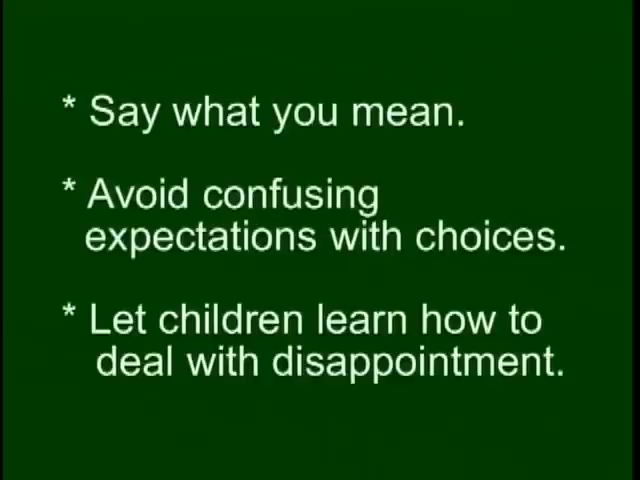 * Say what you mean.
* Avoid confusing
expectations with choices.
* Let children learn how to
deal with disappointment.